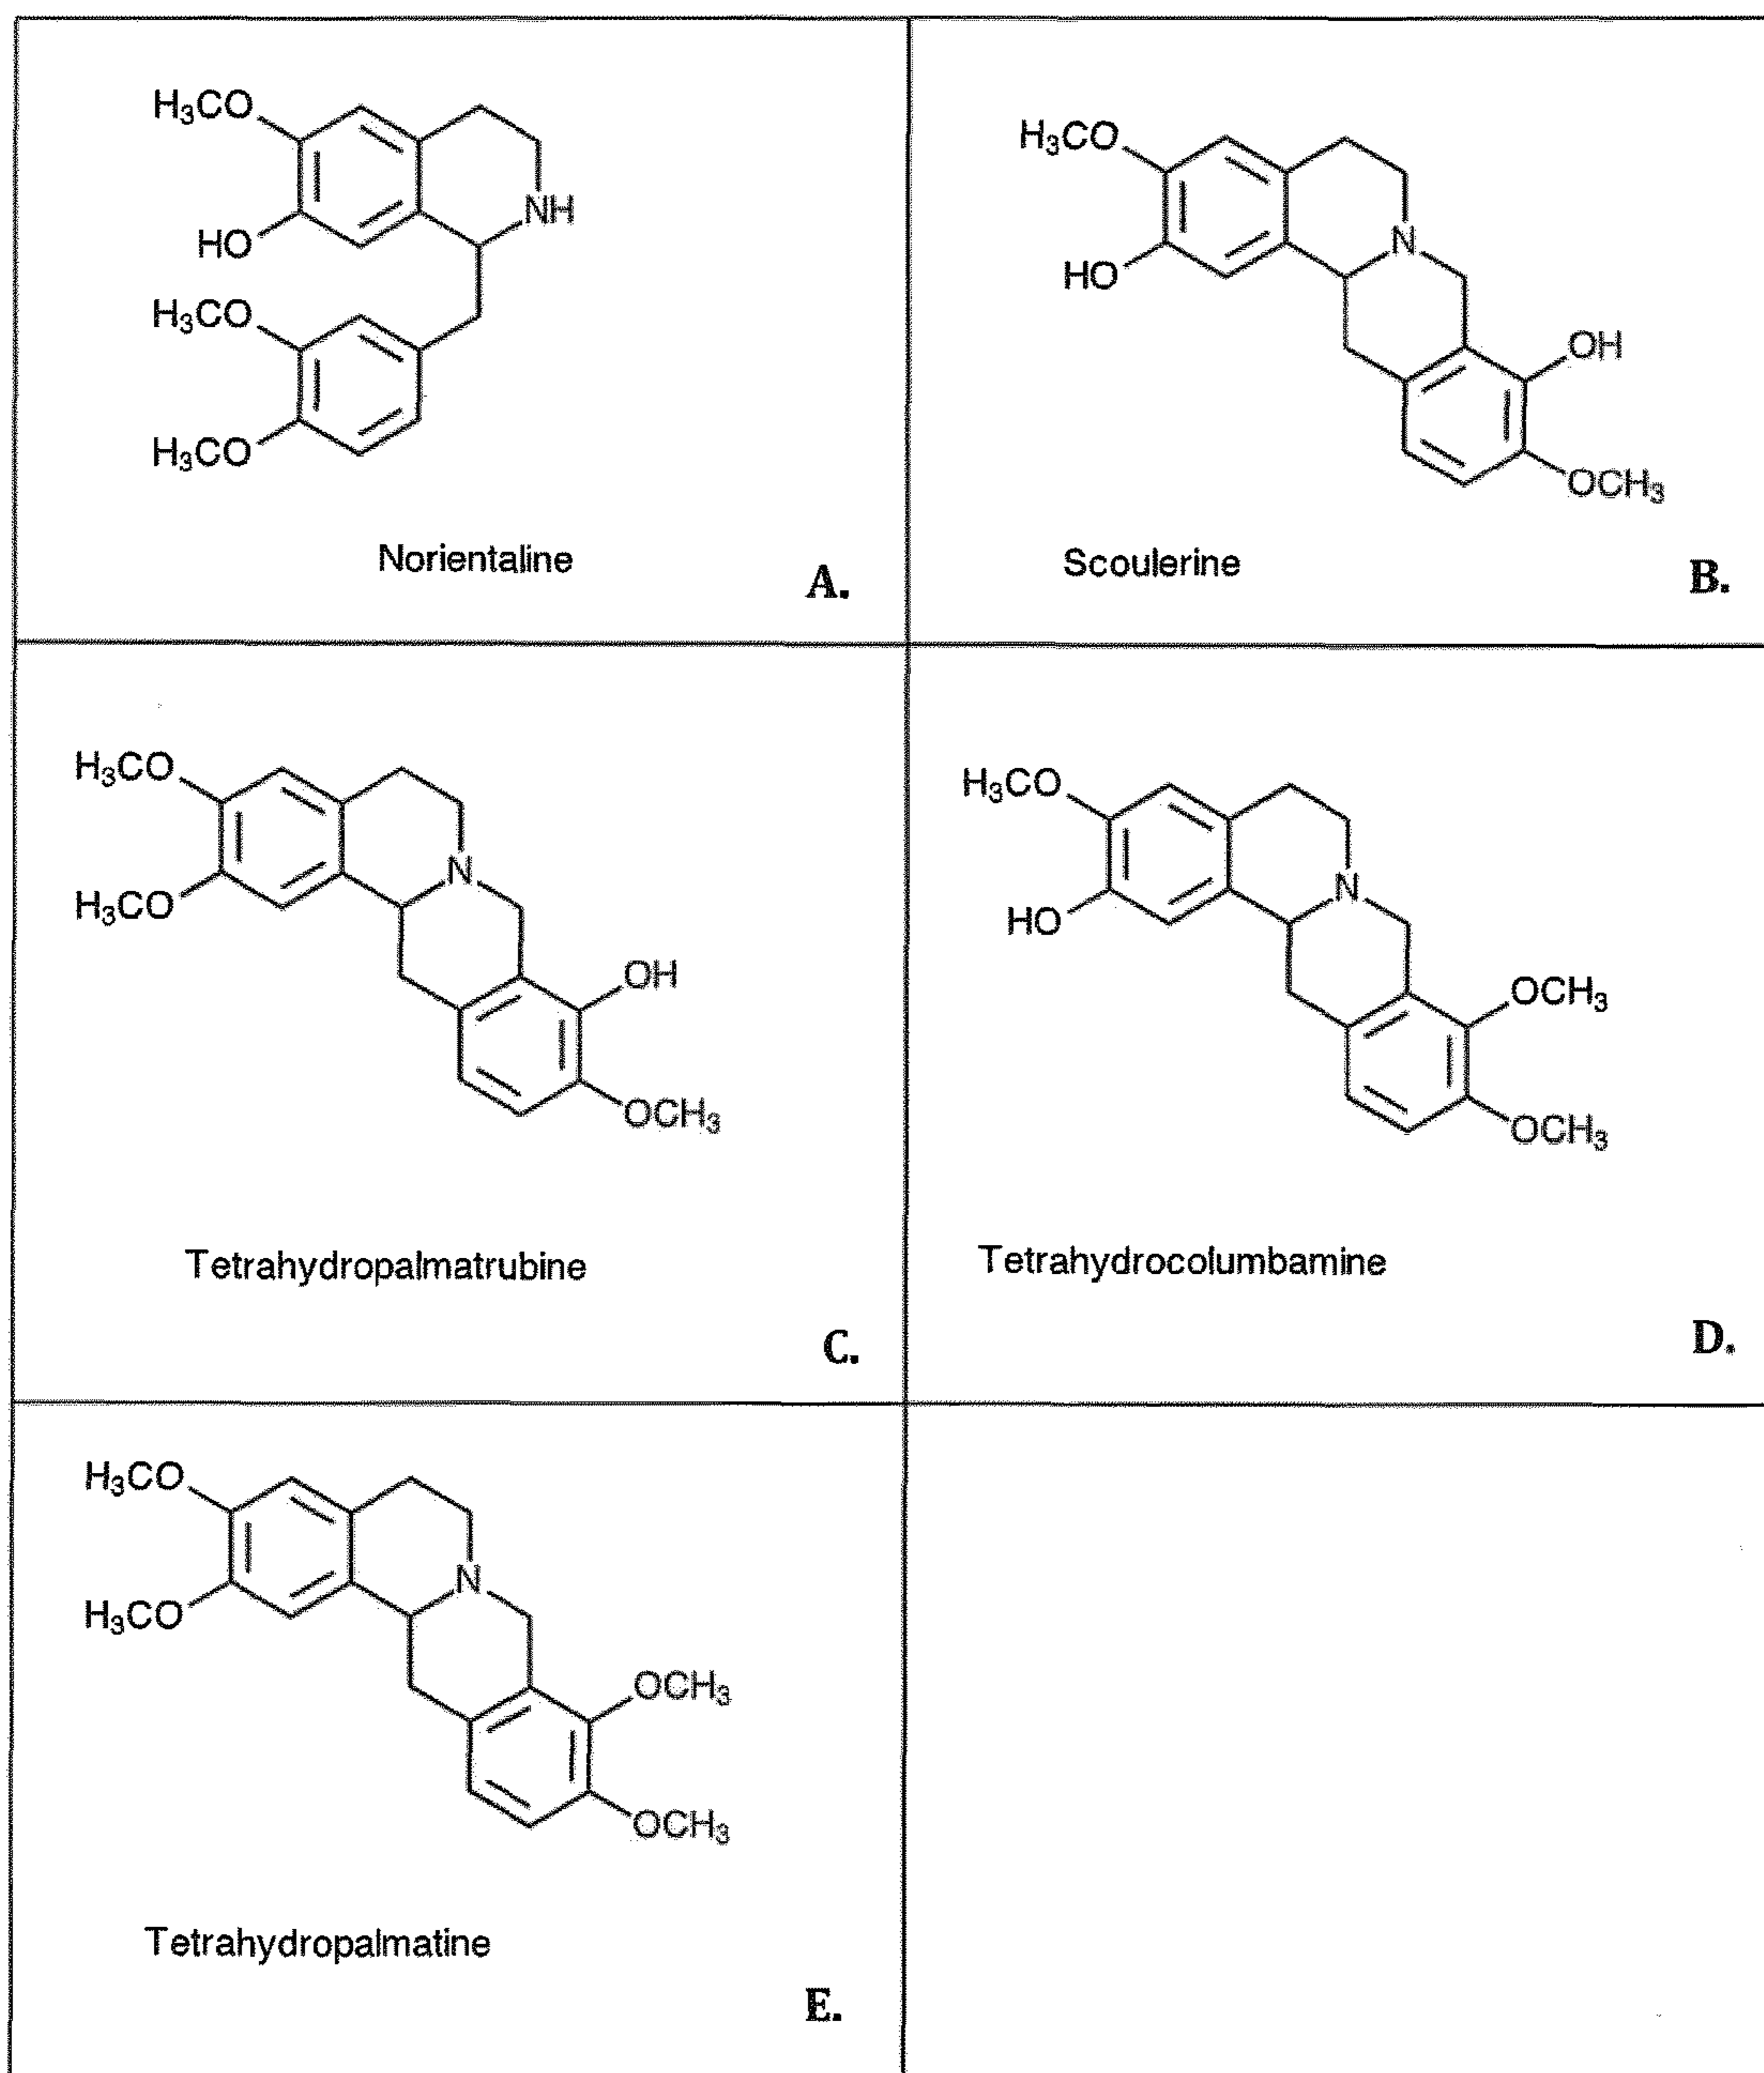 H₃CO
HO
NH
H₃CO
H₃CO
Norientaline
A.
H₃CO
HO
N
OH
OCH₃
Scoulerine
B.
H₃CO
H₃CO
N
OH
OCH₃
Tetrahydropalmatrubine
C.
H₃CO
HO
N
OCH₃
OCH₃
Tetrahydrocolumbamine
D.
H₃CO
N
H₃CO
OCH₃
OCH₃
Tetrahydropalmatine
E.